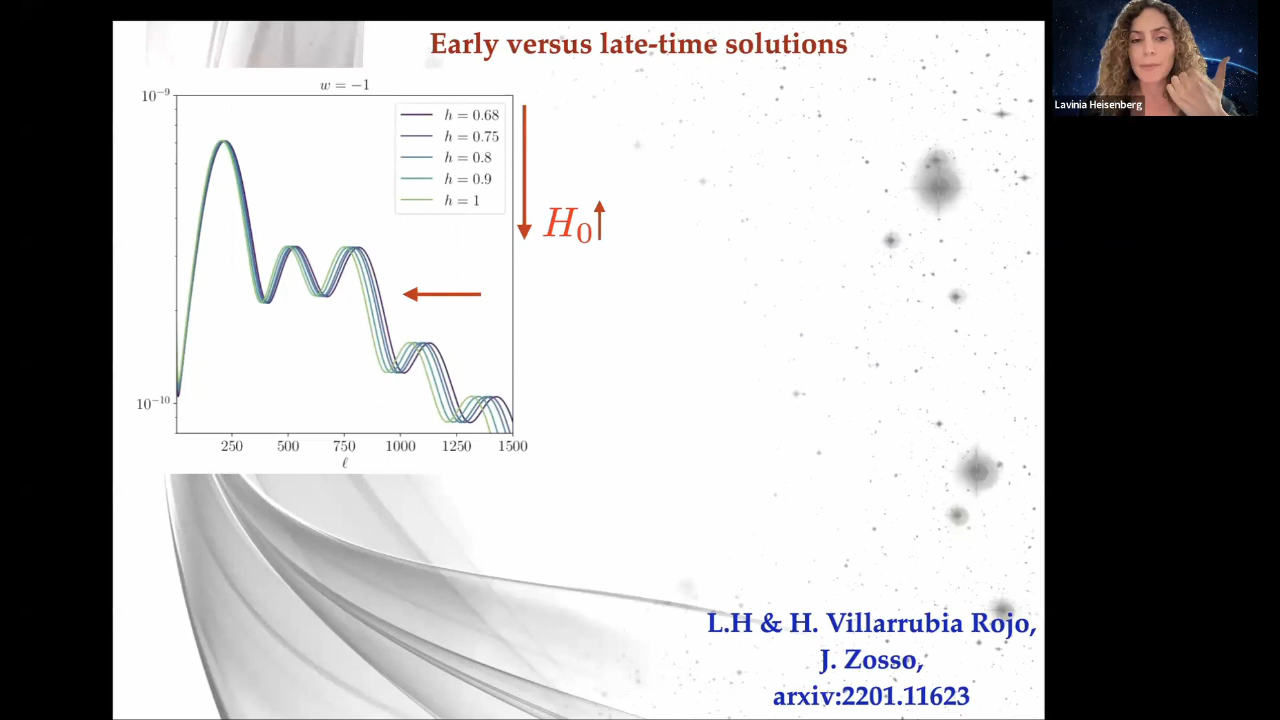 Early versus late-time solutions
Lavinia Heisenberg
w = −1
10⁻⁹
h = 0.68
h = 0.75
h = 0.8
h = 0.9
h = 1
H₀↑
10⁻¹⁰
250 500 750 1000 1250 1500
ℓ
L.H & H. Villarrubia Rojo,
J. Zosso,
arxiv:2201.11623